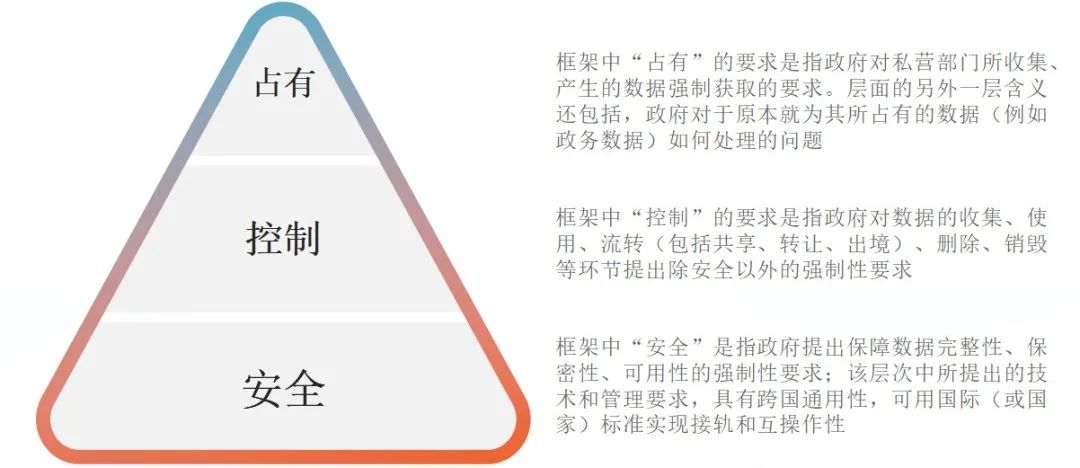 占有
框架中“占有”的要求是指政府对私营部门所收集、
产生的数据强制获取的要求。层面的另外一层含义
还包括，政府对于原本就为其所占有的数据（例如
政务数据）如何处理的问题
控制
框架中“控制”的要求是指政府对数据的收集、使
用、流转（包括共享、转让、出境）、删除、销毁
等环节提出除安全以外的强制性要求
安全
框架中“安全”是指政府提出保障数据完整性、保
密性、可用性的强制性要求；该层次中所提出的技
术和管理要求，具有跨国通用性，可用国际（或国
家）标准实现接轨和互操作性